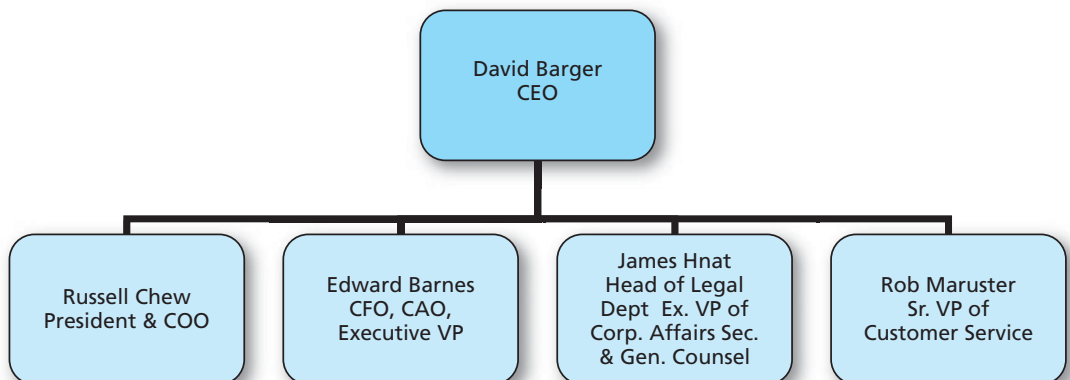 David Barger
CEO
Russell Chew
President & COO
Edward Barnes
CFO, CAO,
Executive VP
James Hnat
Head of Legal
Dept Ex. VP of
Corp. Affairs Sec.
& Gen. Counsel
Rob Maruster
Sr. VP of
Customer Service